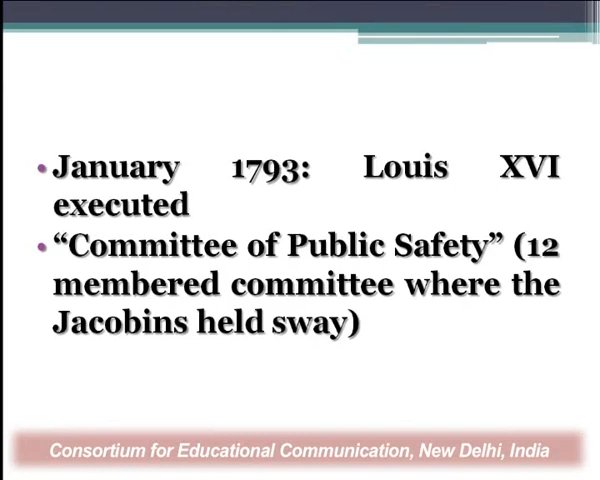 • January 1793: Louis XVI
executed
• “Committee of Public Safety” (12
membered committee where the
Jacobins held sway)
Consortium for Educational Communication, New Delhi, India